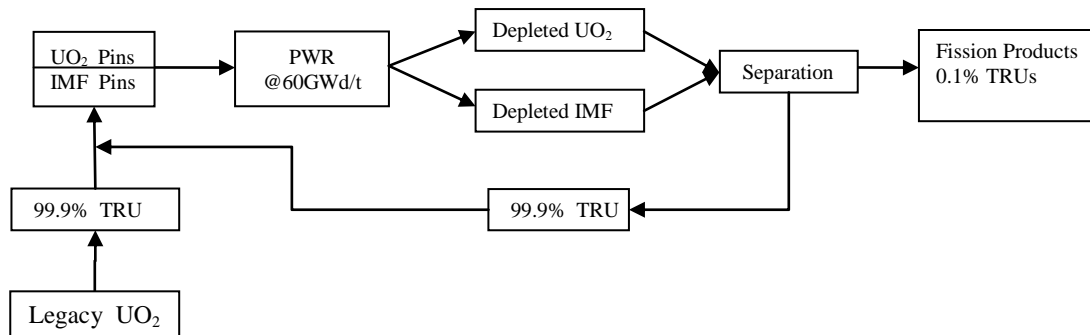 UO₂ Pins
IMF Pins
PWR
@60GWd/t
Depleted UO₂
Depleted IMF
Separation
Fission Products
0.1% TRUs
99.9% TRU
99.9% TRU
Legacy UO₂